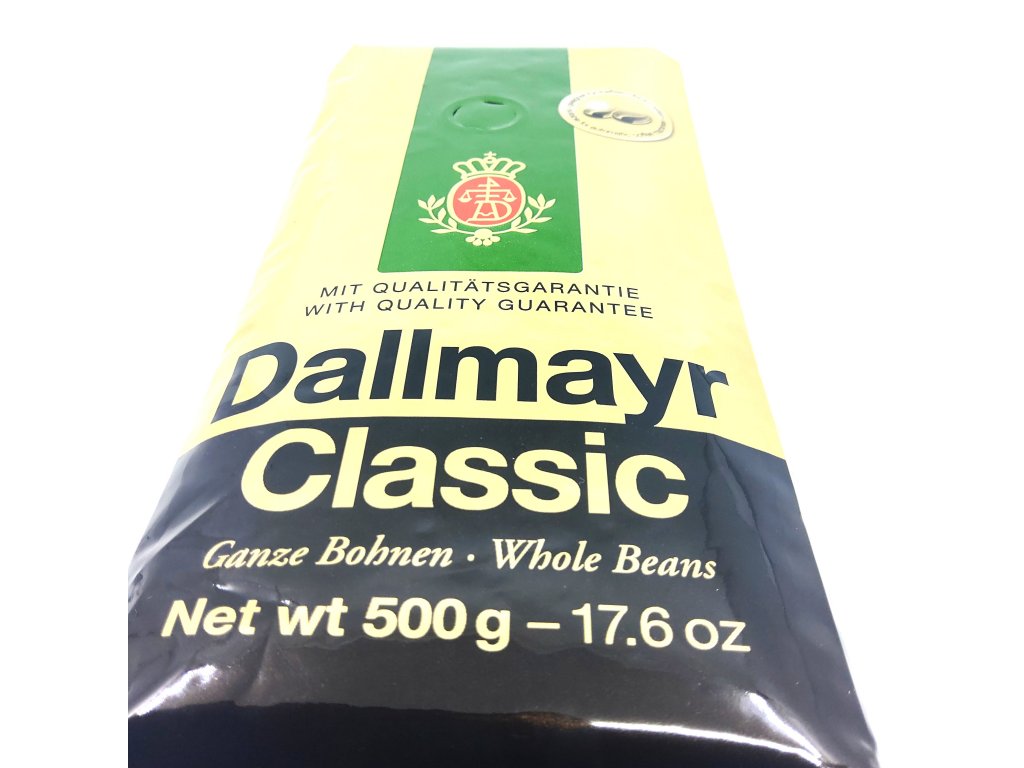 MIT QUALITÄTSGARANTIE
WITH QUALITY GUARANTEE
Dallmayr
Classic
Ganze Bohnen · Whole Beans
Net wt 500 g – 17.6 oz